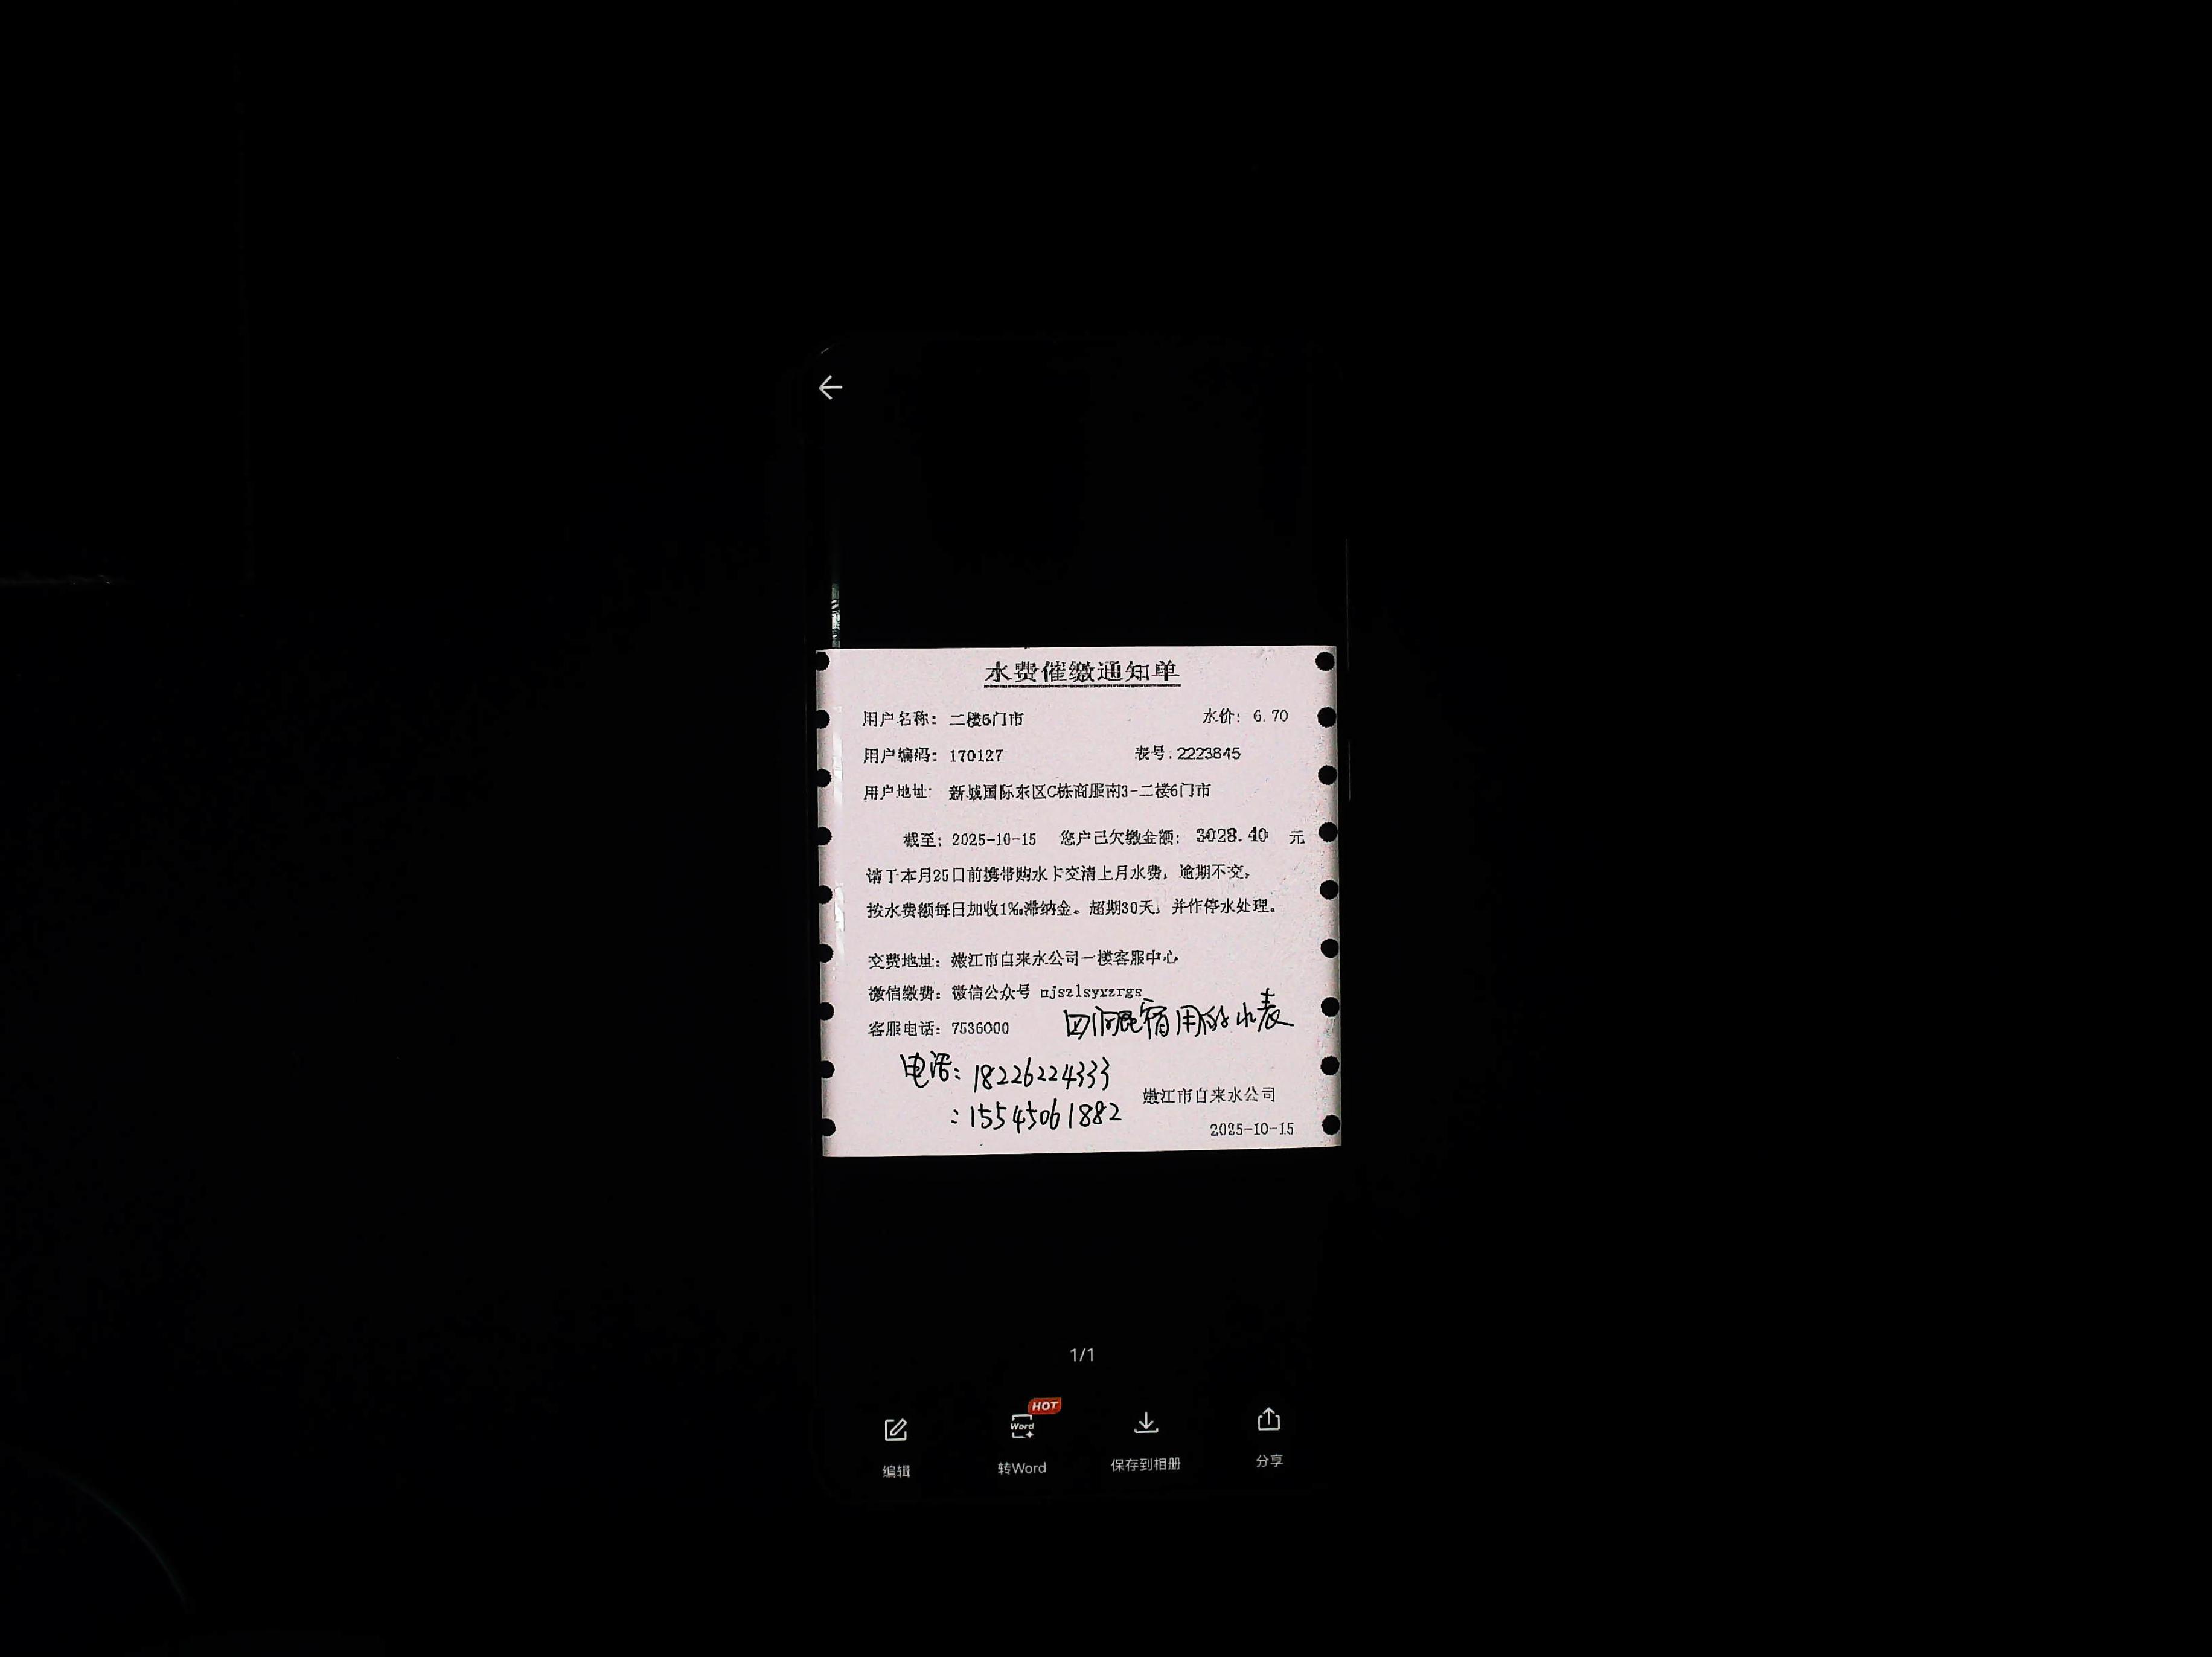 水费催缴通知单
用户名称: 二楼6门市 水价: 6.70
用户编码: 170127 表号: 2223845
用户地址: 新城国际东区C栋商服南3-二楼6门市
截至: 2025-10-15 您户已欠缴金额: 3028.40 元
请于本月25日前携带购水卡交清上月水费, 逾期不交,
按水费额每日加收1‰滞纳金。超期30天, 并作停水处理。
交费地址: 嫩江市自来水公司一楼客服中心
微信缴费: 微信公众号 njszlsyxzrgs
客服电话: 7536000
四间民宿用的水表
电话: 18226224333
: 15545061882
嫩江市自来水公司
2025-10-15
1/1
HOT
Word
编辑 转Word 保存到相册 分享